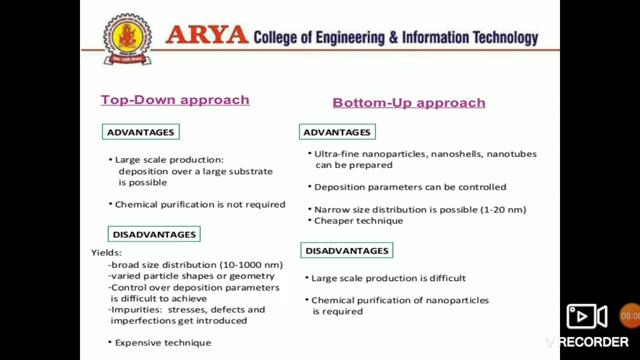 ARYA College of Engineering & Information Technology
Top-Down approach
ADVANTAGES
• Large scale production:
deposition over a large substrate
is possible
• Chemical purification is not required
DISADVANTAGES
Yields:
-broad size distribution (10-1000 nm)
-varied particle shapes or geometry
-Control over deposition parameters
is difficult to achieve
-Impurities: stresses, defects and
imperfections get introduced
• Expensive technique
Bottom-Up approach
ADVANTAGES
• Ultra-fine nanoparticles, nanoshells, nanotubes
can be prepared
• Deposition parameters can be controlled
• Narrow size distribution is possible (1-20 nm)
• Cheaper technique
DISADVANTAGES
• Large scale production is difficult
• Chemical purification of nanoparticles
is required
08:00
V RECORDER